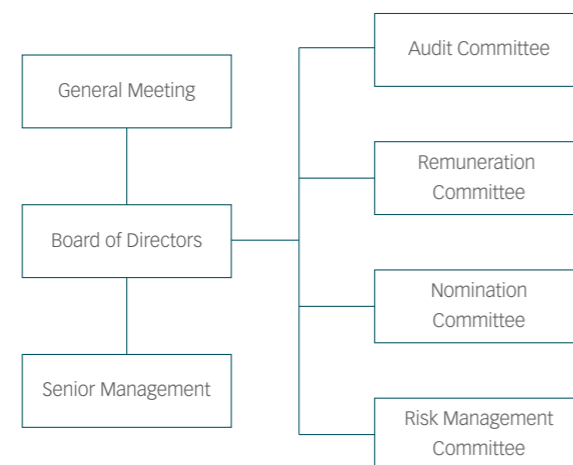 General Meeting
Board of Directors
Senior Management
Audit Committee
Remuneration
Committee
Nomination
Committee
Risk Management
Committee